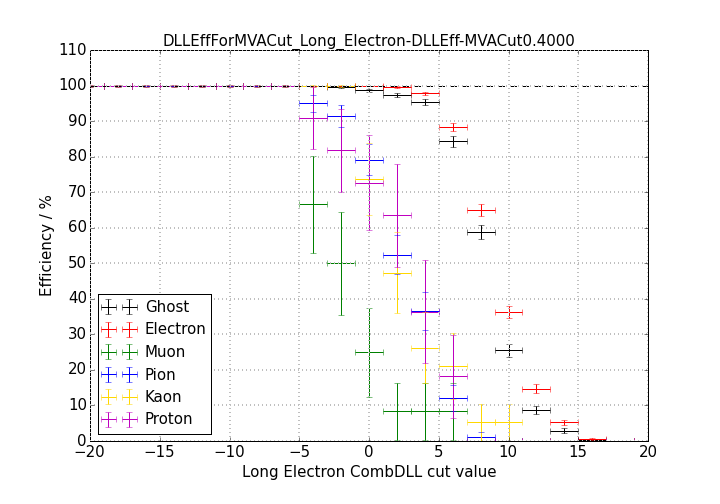 DLLEffForMVACut_Long_Electron-DLLEff-MVACut0.4000
110
100
90
80
70
60
50
40
30
20
10
0
Efficiency / %
Ghost
Electron
Muon
Pion
Kaon
Proton
−20 −15 −10 −5 0 5 10 15 20
Long Electron CombDLL cut value